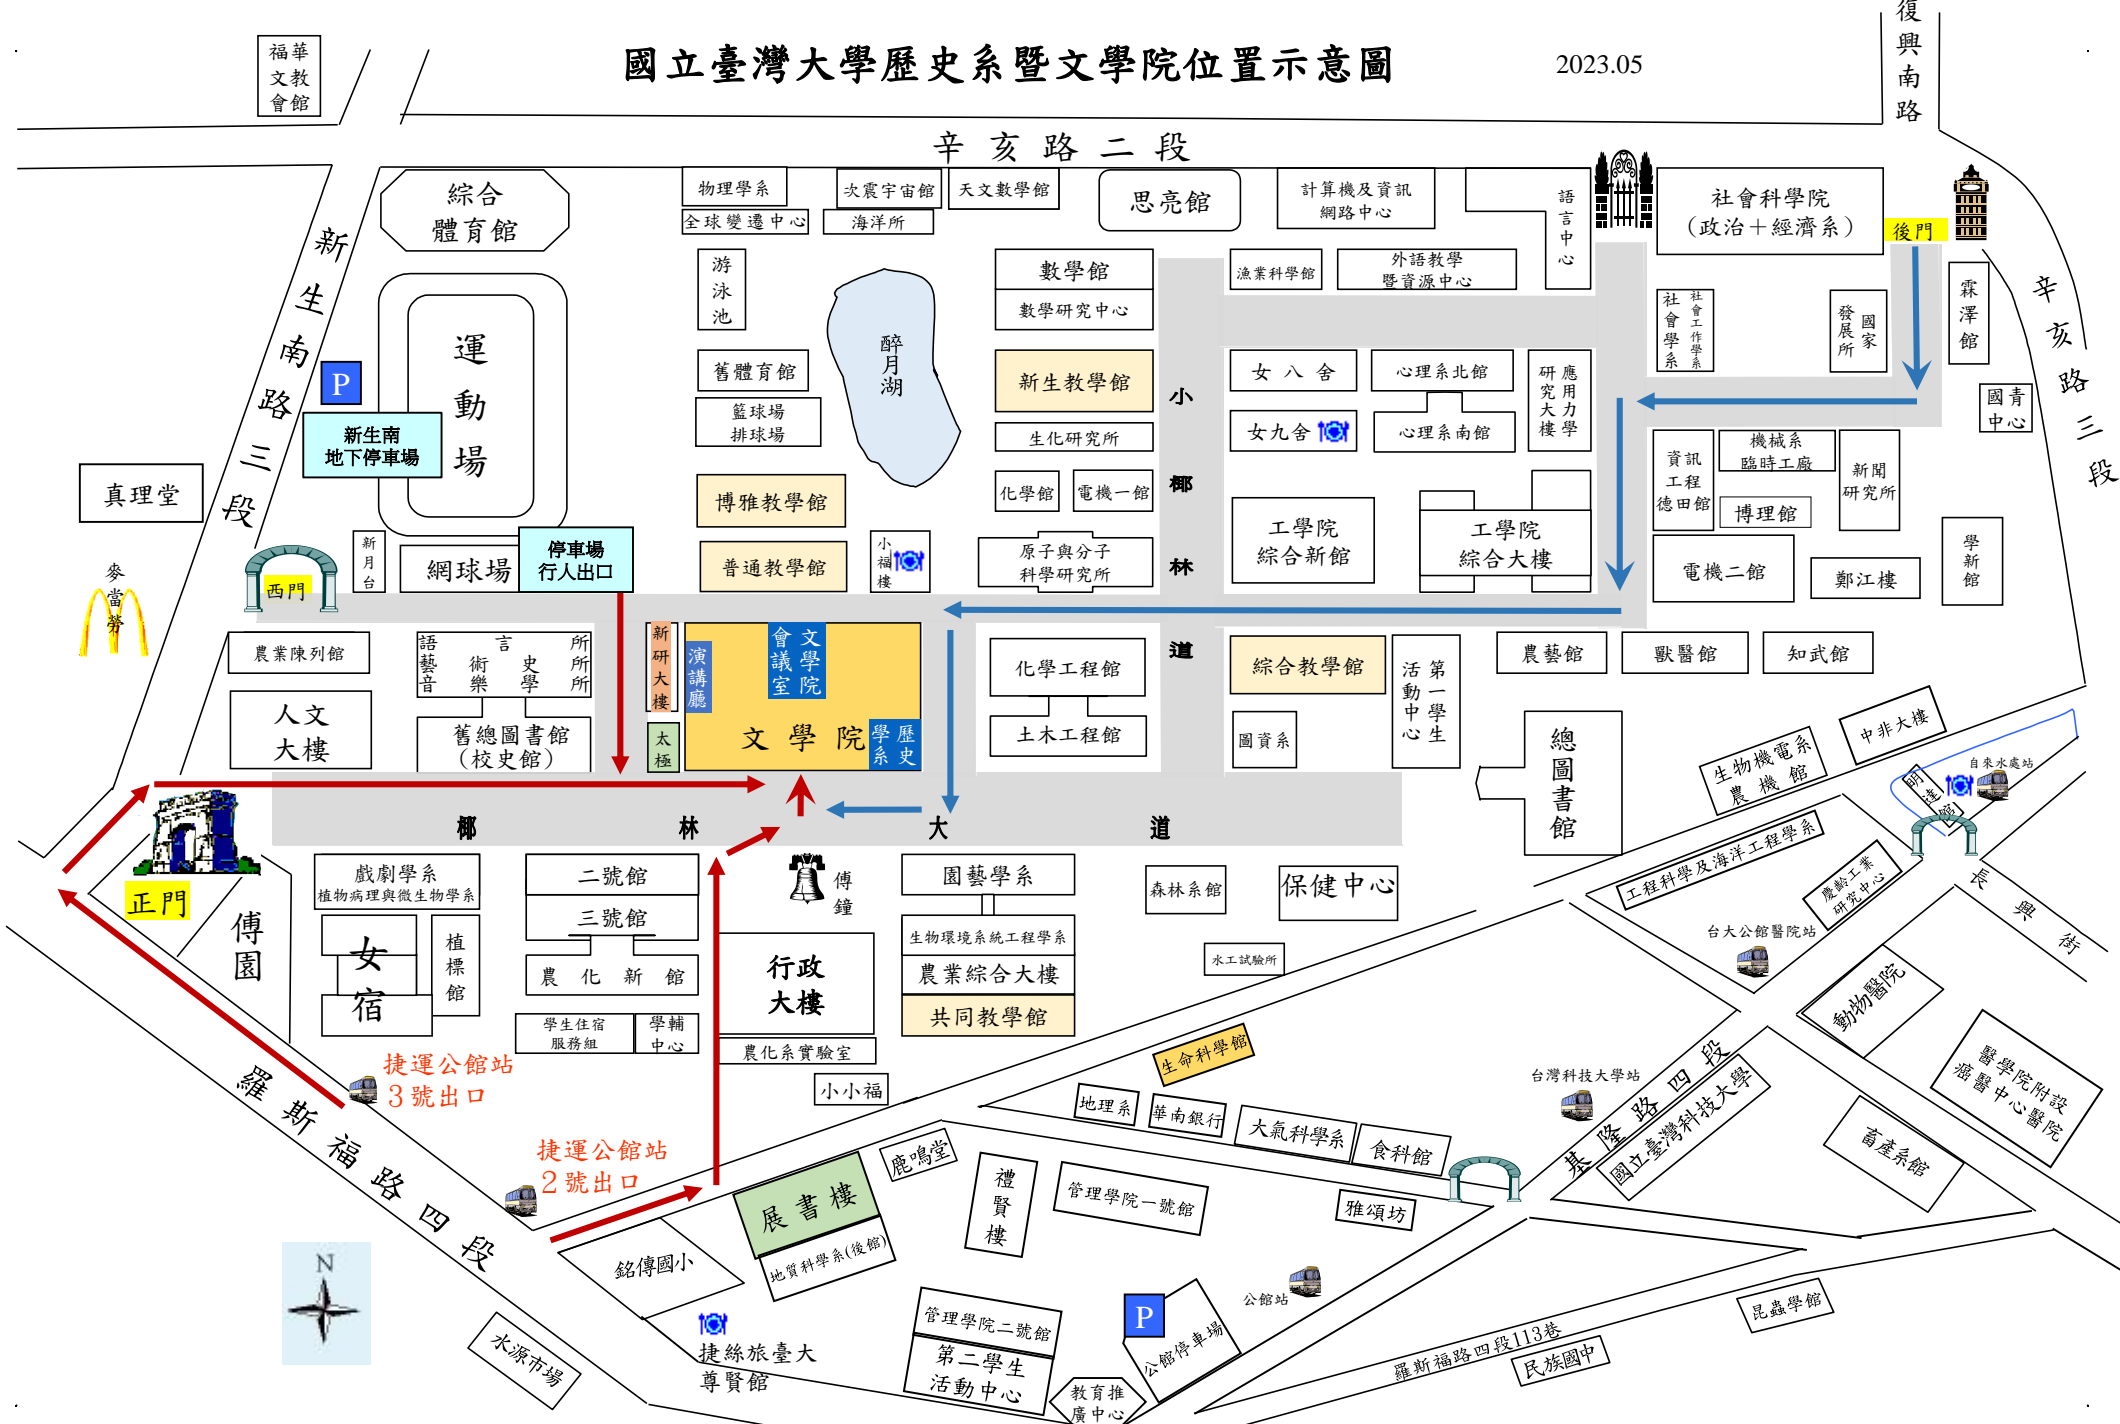 國立臺灣大學歷史系暨文學院位置示意圖
2023.05
復興南路
福華
文教
會館
辛亥路二段
綜合
體育館
物理學系
全球變遷中心
次震宇宙館
海洋所
天文數學館
思亮館
計算機及資訊
網路中心
語言中心
社會科學院
(政治＋經濟系)
後門
新生南路三段
運動場
P
新生南
地下停車場
游泳池
舊體育館
籃球場
排球場
醉月湖
數學館
數學研究中心
新生教學館
生化研究所
化學館
電機一館
原子與分子
科學研究所
小椰林道
漁業科學館
外語教學
暨資源中心
女八舍
女九舍
心理系北館
心理系南館
應用力學
研究大樓
社會學系
社會工作學系
國家
發展所
霖澤館
國青
中心
辛亥路三段
資訊
工程
德田館
機械系
臨時工廠
新聞
研究所
博理館
電機二館
鄭江樓
學新館
工學院
綜合新館
工學院
綜合大樓
真理堂
麥當勞
西門
新月台
網球場
停車場
行人出口
博雅教學館
普通教學館
小福樓
農業陳列館
人文
大樓
語言所
藝術史所
音樂學所
舊總圖書館
(校史館)
新研大樓
太極
演講廳
文學院
會議室
文學院
歷史
學系
化學工程館
土木工程館
綜合教學館
圖資系
第一學生
活動中心
農藝館
獸醫館
知武館
總圖書館
生物機電系
農機館
中非大樓
明達館
自來水處站
椰林大道
正門
傅園
戲劇學系
植物病理與微生物學系
女宿
植標館
二號館
三號館
農化新館
學生住宿
服務組
學輔
中心
傅鐘
行政
大樓
農化系實驗室
小小福
園藝學系
生物環境系統工程學系
農業綜合大樓
共同教學館
森林系館
保健中心
水工試驗所
工程科學及海洋工程學系
慶齡工業
研究中心
長興街
台大公館醫院站
動物醫院
醫學院附設
癌醫中心醫院
畜產系館
台灣科技大學站
基隆路四段
國立臺灣科技大學
生命科學館
地理系
華南銀行
大氣科學系
食科館
捷運公館站
3號出口
捷運公館站
2號出口
羅斯福路四段
鹿鳴堂
展書樓
地質科學系(後館)
銘傳國小
禮賢樓
管理學院一號館
雅頌坊
N
水源市場
捷絲旅臺大
尊賢館
管理學院二號館
第二學生
活動中心
P
公館停車場
公館站
教育推
廣中心
羅斯福路四段113巷
民族國中
昆蟲學館